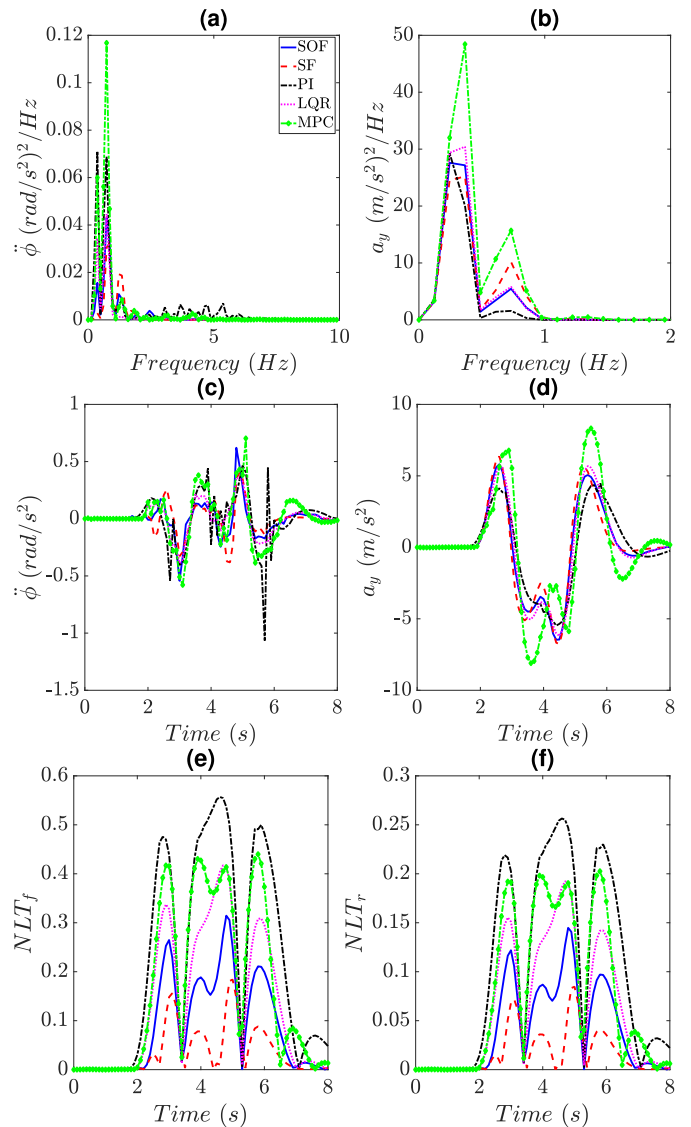 (a)
0.12
0.1
0.08
0.06
0.04
0.02
0
0 5 10
ϕ̈ (rad/s²)²/Hz
Frequency (Hz)
SOF
SF
PI
LQR
MPC
(b)
50
40
30
20
10
0
0 1 2
a_y (m/s²)²/Hz
Frequency (Hz)
(c)
1
0.5
0
-0.5
-1
-1.5
0 2 4 6 8
ϕ̈ (rad/s²)
Time (s)
(d)
10
5
0
-5
-10
0 2 4 6 8
a_y (m/s²)
Time (s)
(e)
0.6
0.5
0.4
0.3
0.2
0.1
0
0 2 4 6 8
NLT_f
Time (s)
(f)
0.3
0.25
0.2
0.15
0.1
0.05
0
0 2 4 6 8
NLT_r
Time (s)